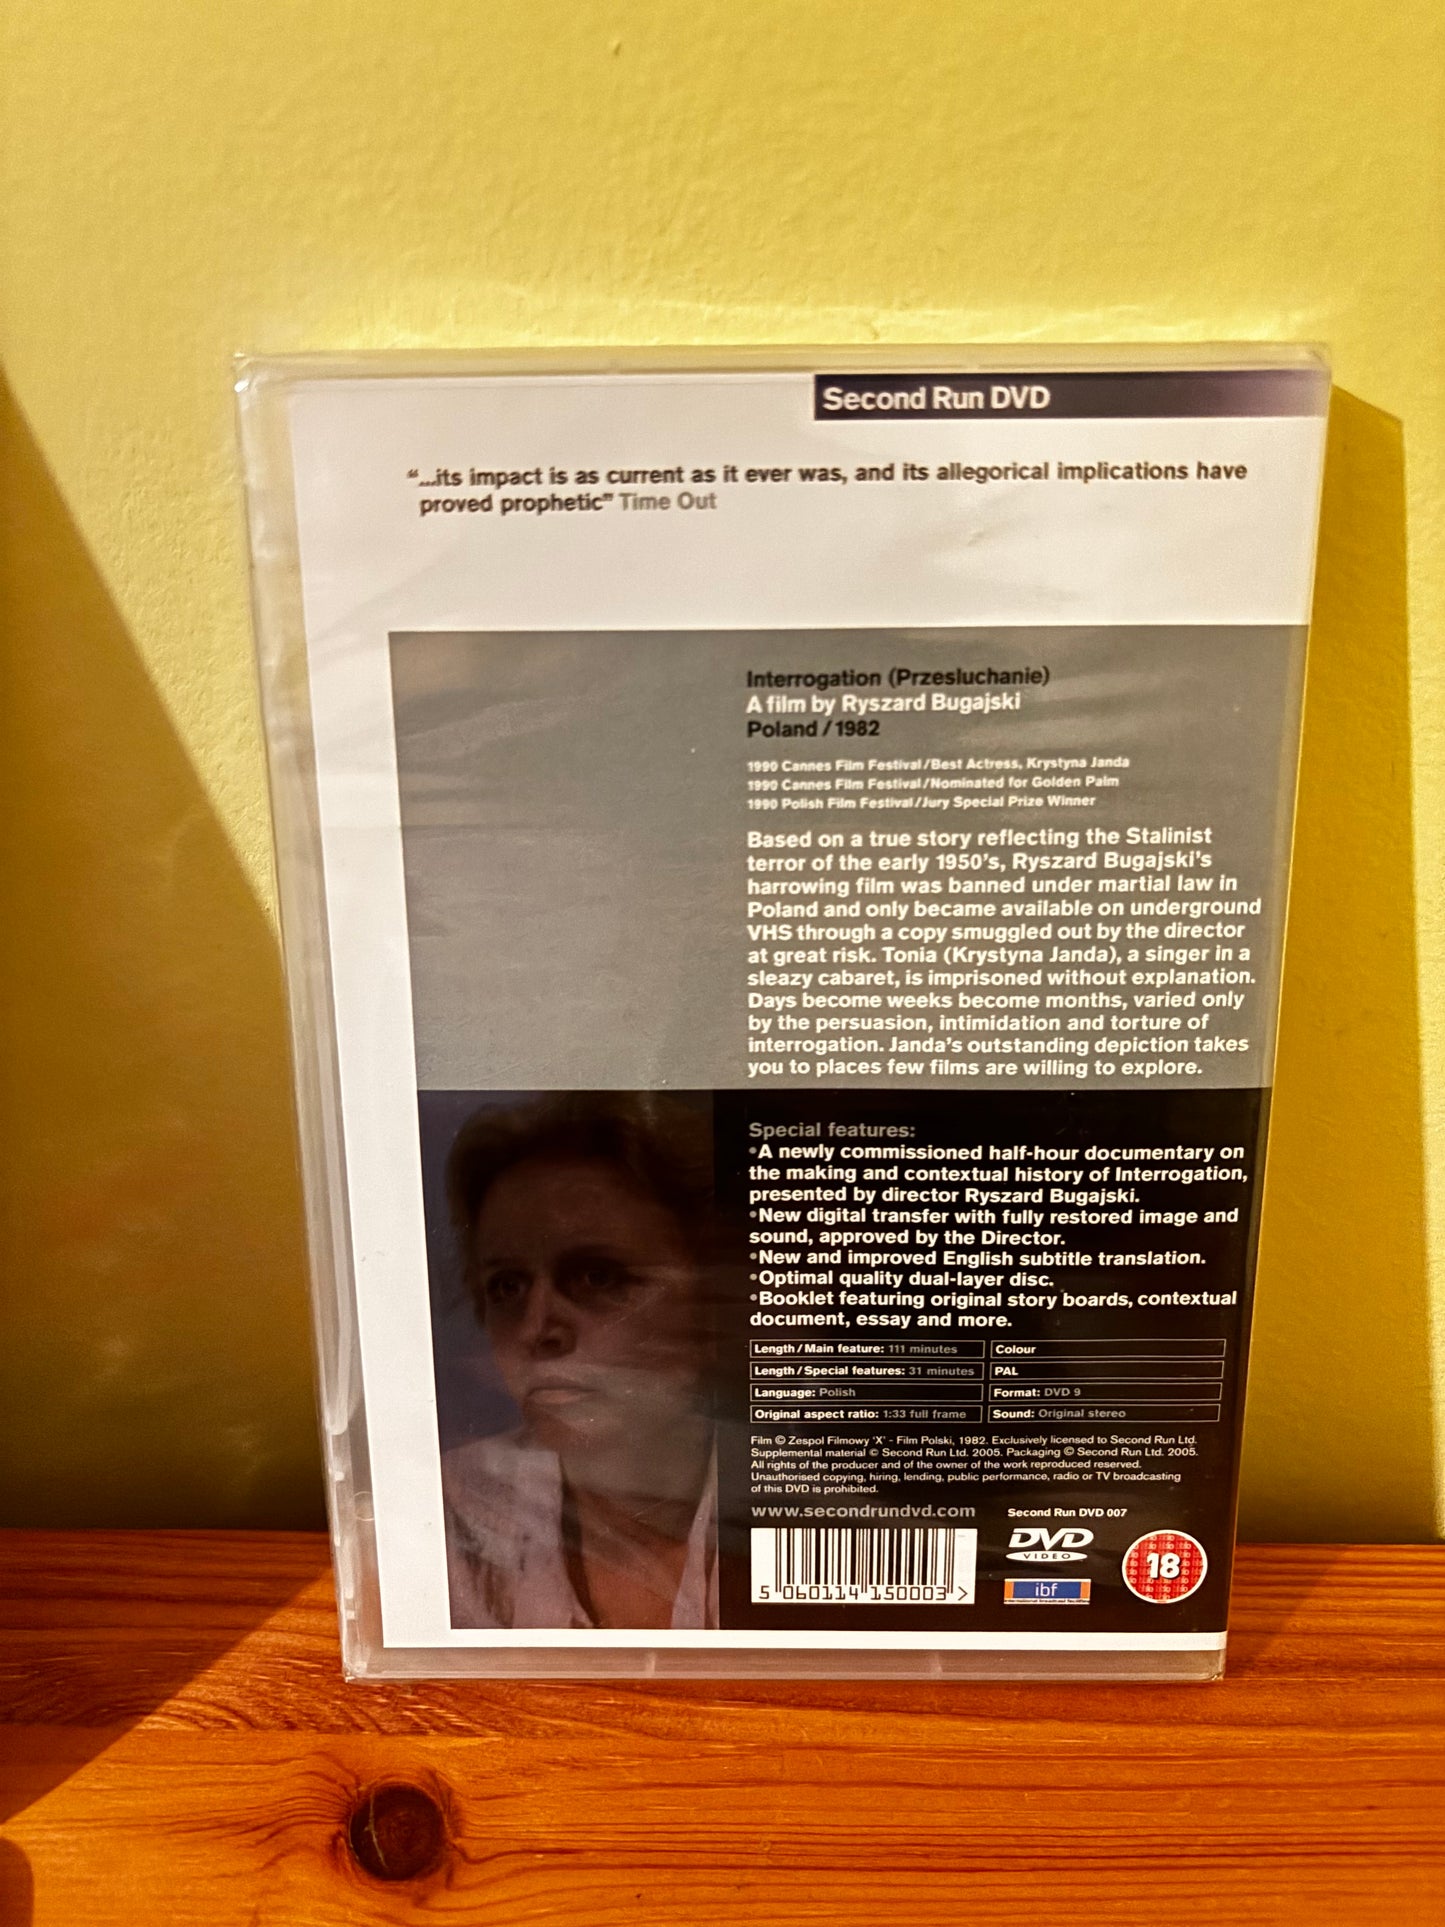 Second Run DVD
“...its impact is as current as it ever was, and its allegorical implications have
proved prophetic” Time Out
Interrogation (Przesluchanie)
A film by Ryszard Bugajski
Poland / 1982
1990 Cannes Film Festival/Best Actress, Krystyna Janda
1990 Cannes Film Festival/Nominated for Golden Palm
1990 Polish Film Festival/Jury Special Prize Winner
Based on a true story reflecting the Stalinist
terror of the early 1950's, Ryszard Bugajski's
harrowing film was banned under martial law in
Poland and only became available on underground
VHS through a copy smuggled out by the director
at great risk. Tonia (Krystyna Janda), a singer in a
sleazy cabaret, is imprisoned without explanation.
Days become weeks become months, varied only
by the persuasion, intimidation and torture of
interrogation. Janda's outstanding depiction takes
you to places few films are willing to explore.
Special features:
•A newly commissioned half-hour documentary on
the making and contextual history of Interrogation,
presented by director Ryszard Bugajski.
•New digital transfer with fully restored image and
sound, approved by the Director.
•New and improved English subtitle translation.
•Optimal quality dual-layer disc.
•Booklet featuring original story boards, contextual
document, essay and more.
Length/Main feature: 111 minutes Colour
Length/Special features: 31 minutes PAL
Language: Polish Format: DVD 9
Original aspect ratio: 1:33 full frame Sound: Original stereo
Film © Zespol Filmowy 'X' - Film Polski, 1982. Exclusively licensed to Second Run Ltd.
Supplemental material © Second Run Ltd. 2005. Packaging © Second Run Ltd. 2005.
All rights of the producer and of the owner of the work reproduced reserved.
Unauthorised copying, hiring, lending, public performance, radio or TV broadcasting
of this DVD is prohibited.
www.secondrundvd.com Second Run DVD 007
DVD
VIDEO
18
ibf
5 060114 150003 >